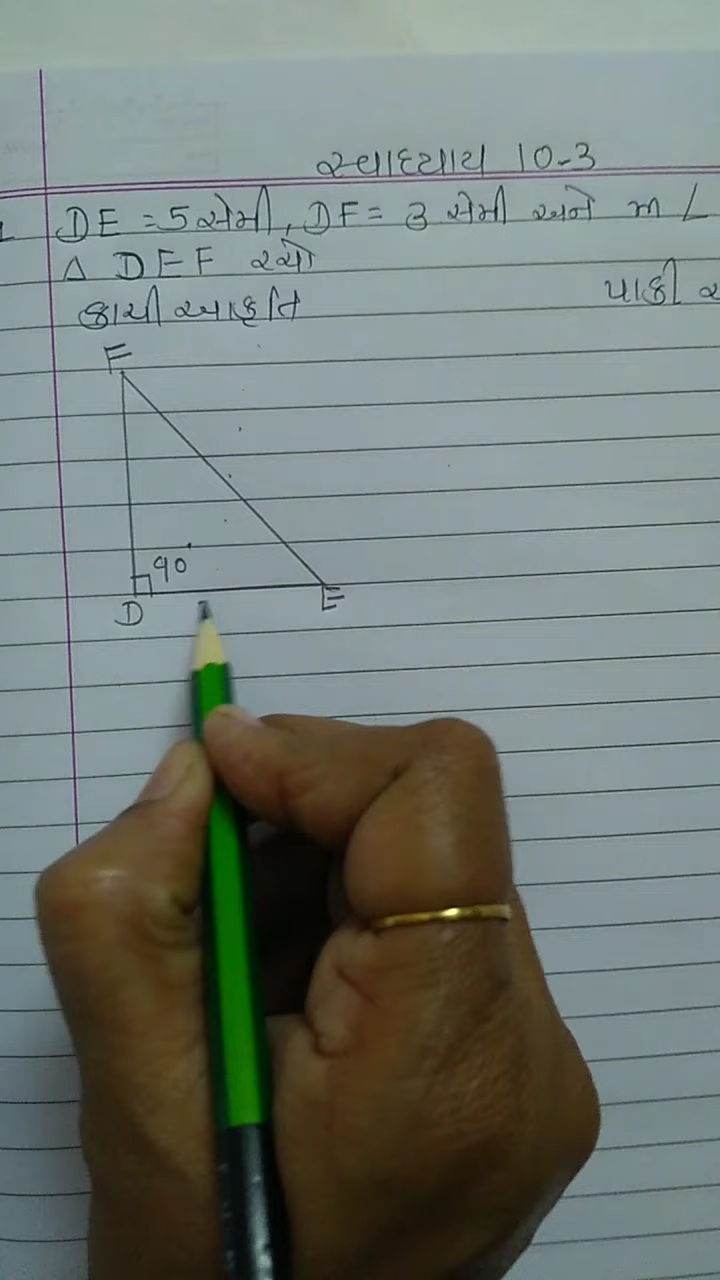 સ્વાધ્યાય 10.3
DE = 5 સેમી, DF = 3 સેમી અને m∠
Δ DEF રચો
કાચી આકૃતિ
પાકી
F
90°
D
E